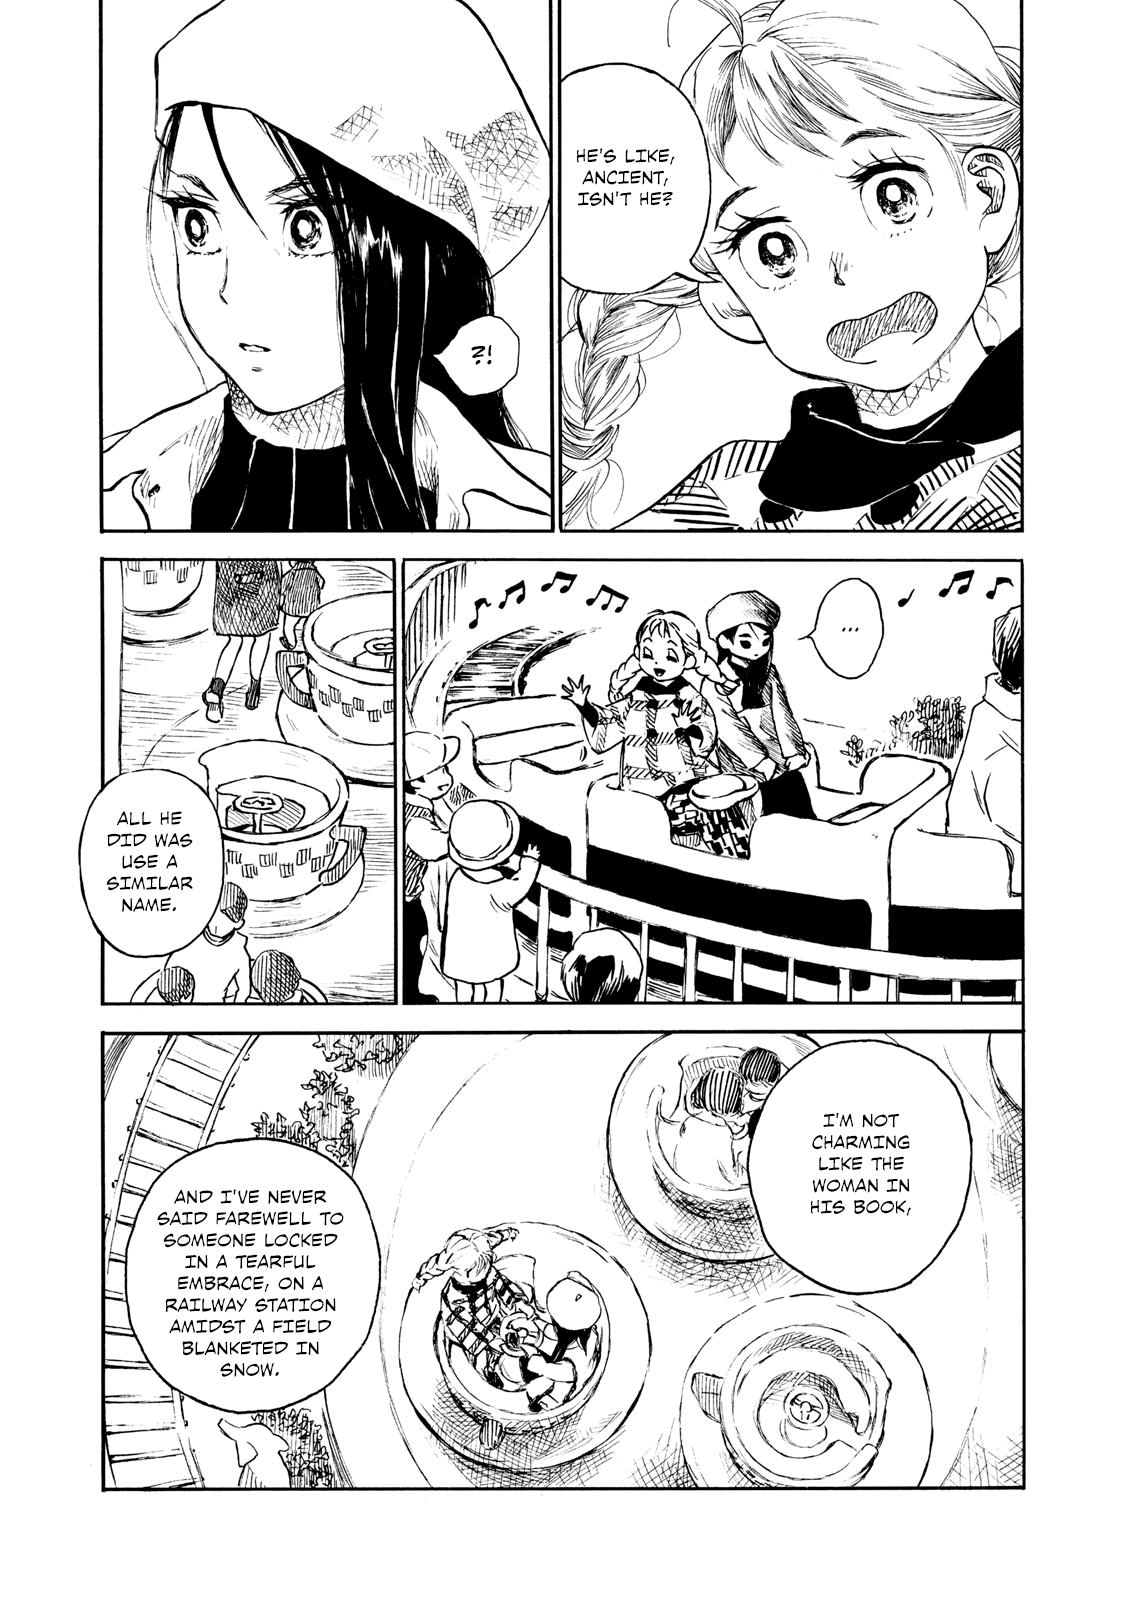 HE'S LIKE,
ANCIENT,
ISN'T HE?
?!
...
ALL HE
DID WAS
USE A
SIMILAR
NAME.
I'M NOT
CHARMING
LIKE THE
WOMAN IN
HIS BOOK,
AND I'VE NEVER
SAID FAREWELL TO
SOMEONE LOCKED
IN A TEARFUL
EMBRACE, ON A
RAILWAY STATION
AMIDST A FIELD
BLANKETED IN
SNOW.